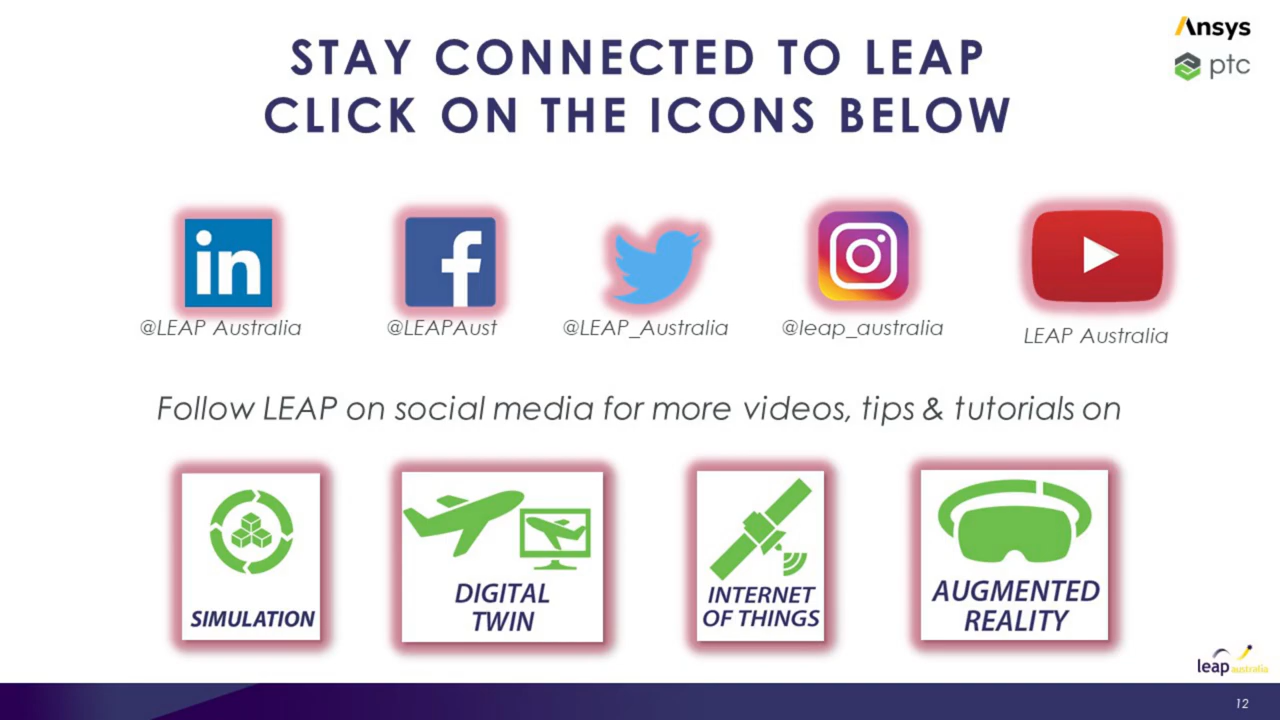 Ansys
ptc
STAY CONNECTED TO LEAP
CLICK ON THE ICONS BELOW
in
f
@LEAP Australia
@LEAPAust
@LEAP_Australia
@leap_australia
LEAP Australia
Follow LEAP on social media for more videos, tips & tutorials on
SIMULATION
DIGITAL
TWIN
INTERNET
OF THINGS
AUGMENTED
REALITY
leap australia
12